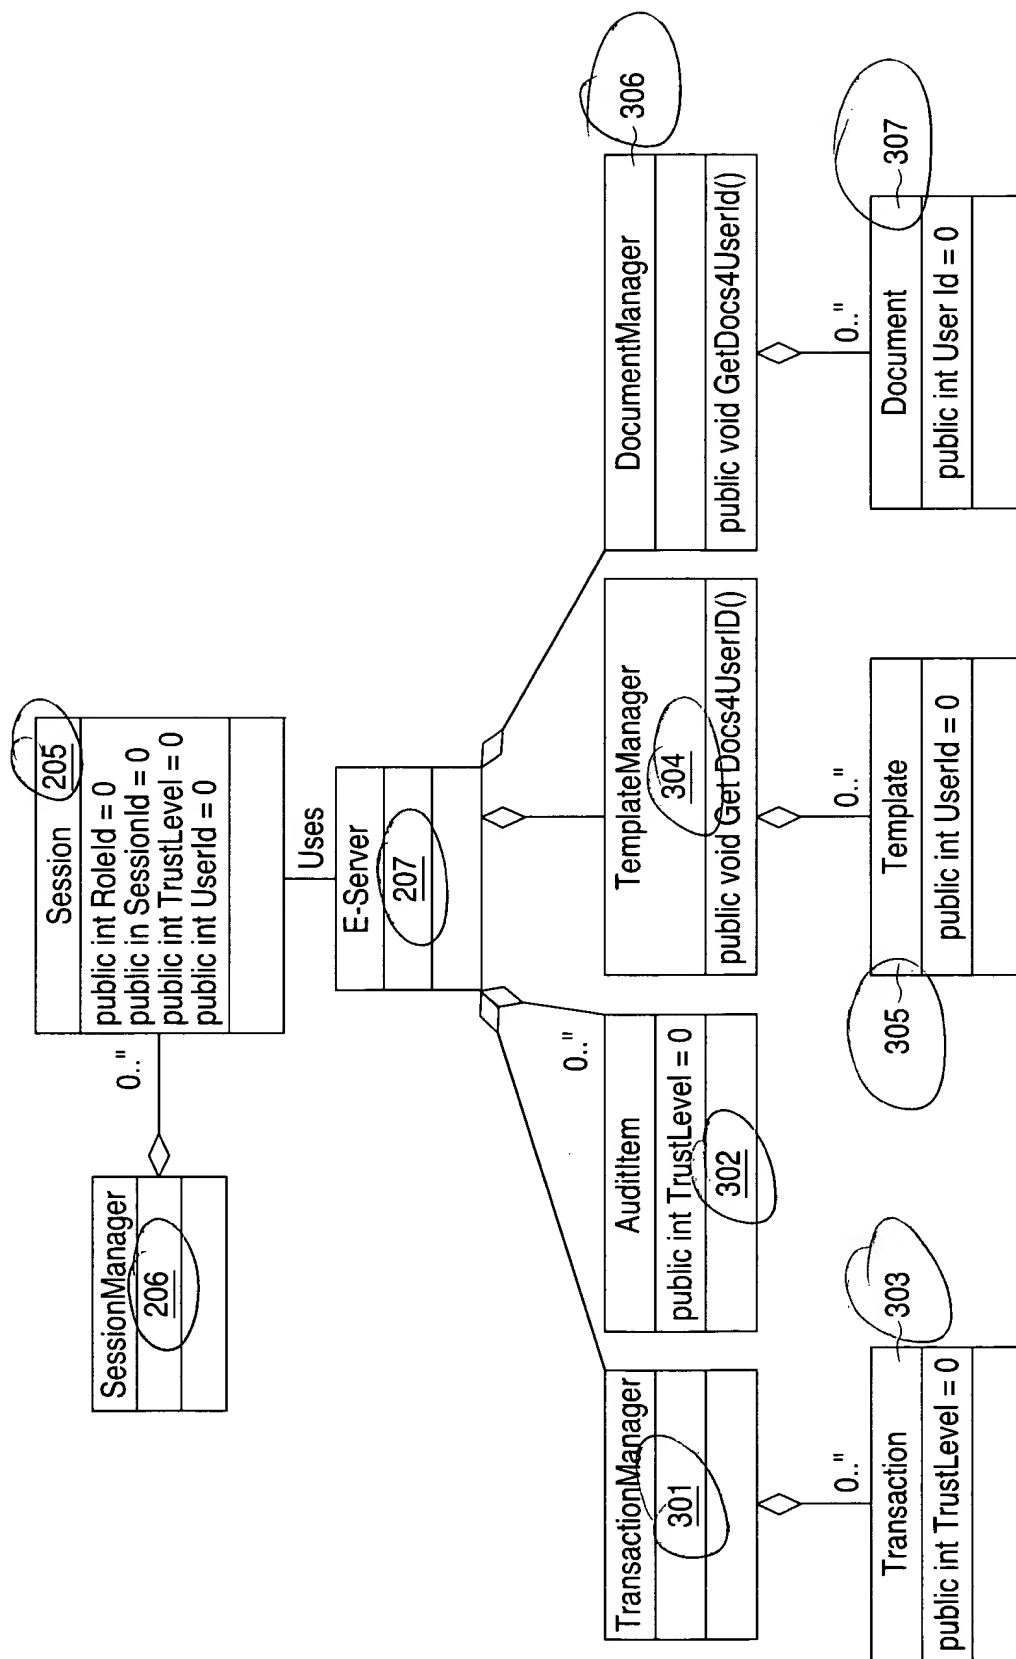 SessionManager
206
0.."
Session
205
public int RoleId = 0
public in SessionId = 0
public int TrustLevel = 0
public int UserId = 0
Uses
E-Server
207
TransactionManager
301
0.."
AuditItem
public int TrustLevel = 0
302
TemplateManager
304
public void Get Docs4UserID()
DocumentManager
306
public void GetDocs4UserId()
0.."
Transaction
303
public int TrustLevel = 0
0.."
Template
305
public int UserId = 0
0.."
Document
307
public int User Id = 0